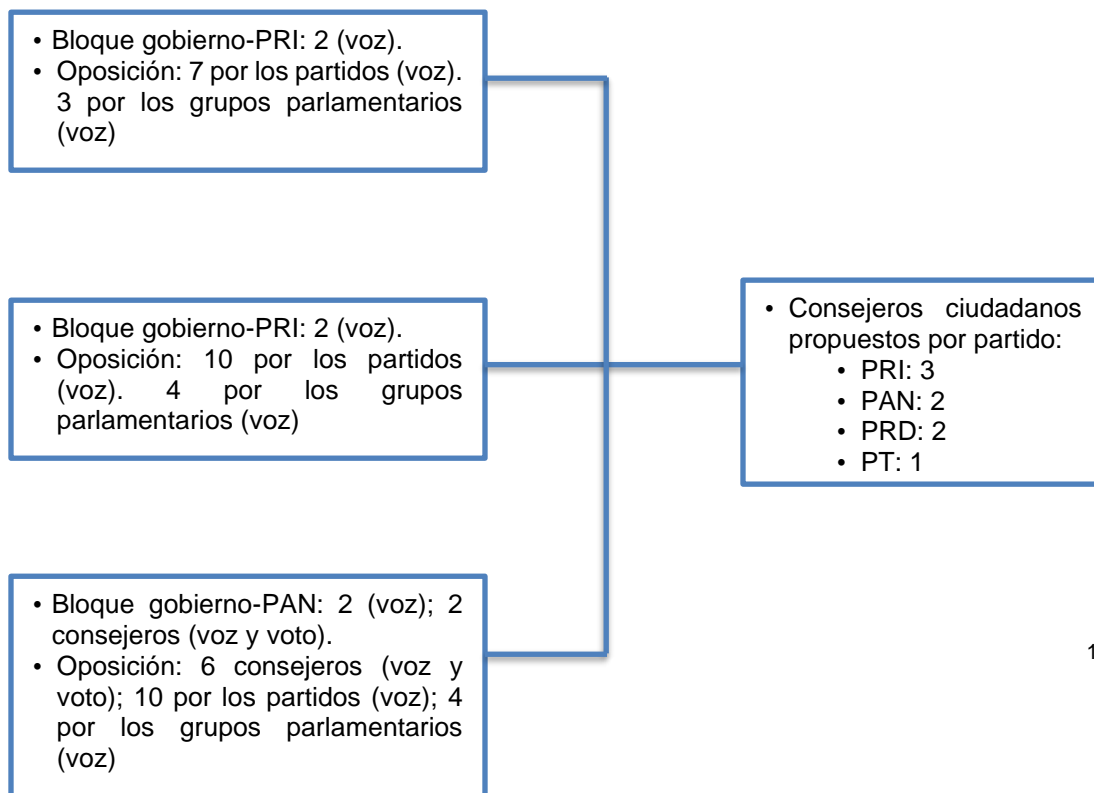 • Bloque gobierno-PRI: 2 (voz).
• Oposición: 7 por los partidos (voz).
3 por los grupos parlamentarios
(voz)
• Bloque gobierno-PRI: 2 (voz).
• Oposición: 10 por los partidos
(voz). 4 por los grupos
parlamentarios (voz)
• Consejeros ciudadanos
propuestos por partido:
• PRI: 3
• PAN: 2
• PRD: 2
• PT: 1
• Bloque gobierno-PAN: 2 (voz); 2
consejeros (voz y voto).
• Oposición: 6 consejeros (voz y
voto); 10 por los partidos (voz); 4
por los grupos parlamentarios
(voz)
1